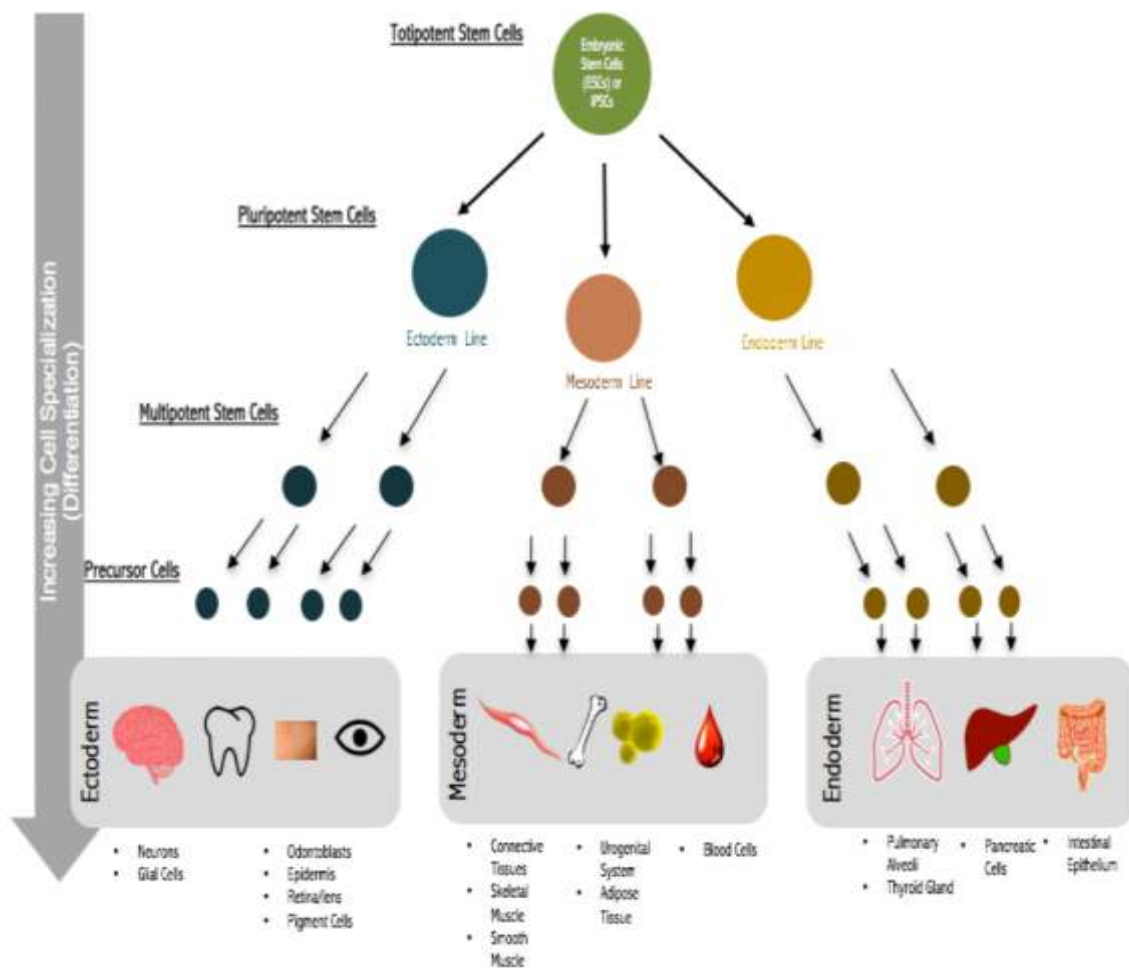 Totipotent Stem Cells
Embryonic
Stem Cells
(ESCs) or
iPSCs
Pluripotent Stem Cells
Ectoderm Line
Mesoderm Line
Endoderm Line
Multipotent Stem Cells
Precursor Cells
Increasing Cell Specialization
(Differentiation)
Ectoderm
Mesoderm
Endoderm
• Neurons
• Glial Cells
• Odontoblasts
• Epidermis
• Retina/lens
• Pigment Cells
• Connective
Tissues
• Skeletal
Muscle
• Smooth
Muscle
• Urogenital
System
• Adipose
Tissue
• Blood Cells
• Pulmonary
Alveoli
• Thyroid Gland
• Pancreatic
Cells
• Intestinal
Epithelium